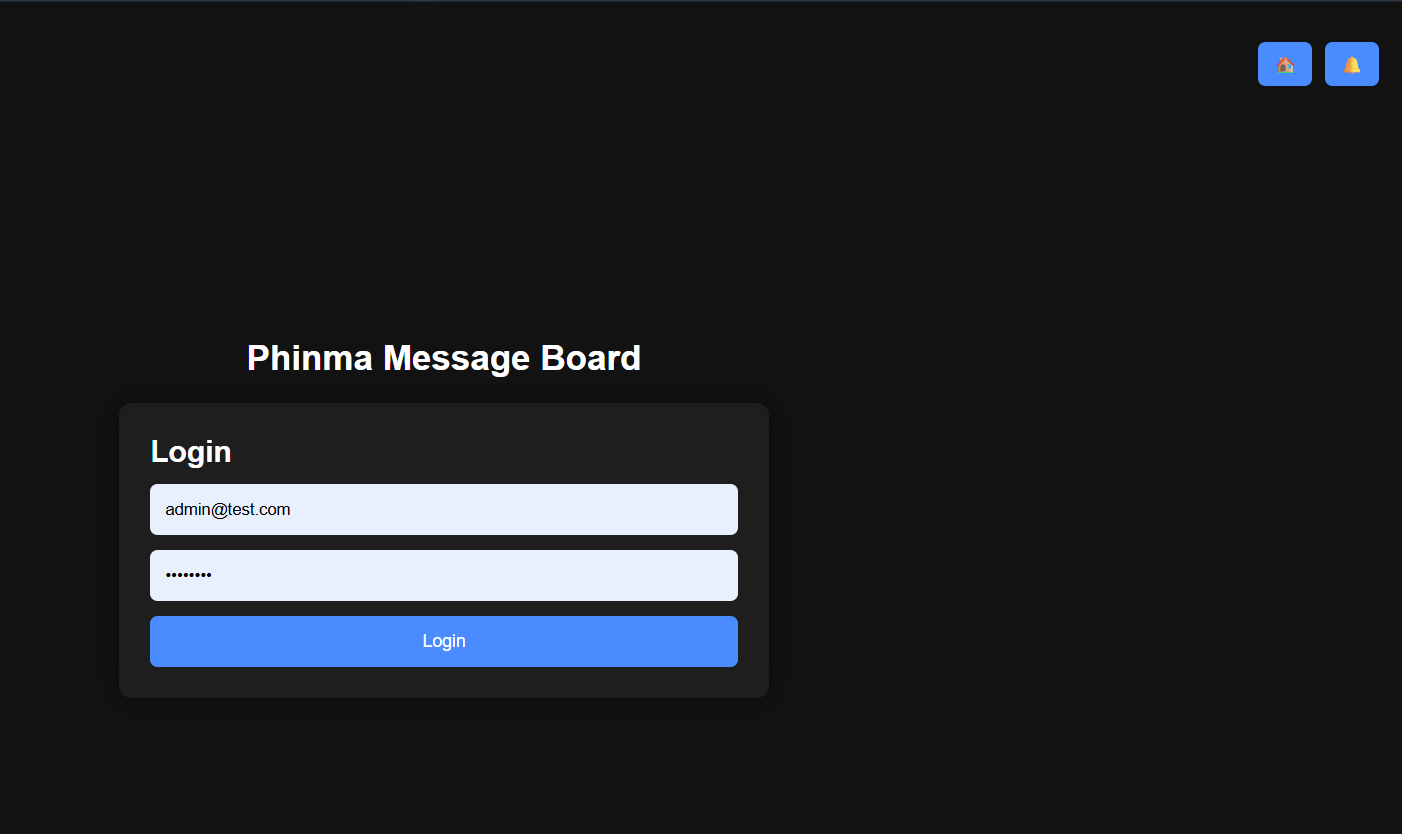 Phinma Message Board
Login
admin@test.com
••••••••
Login